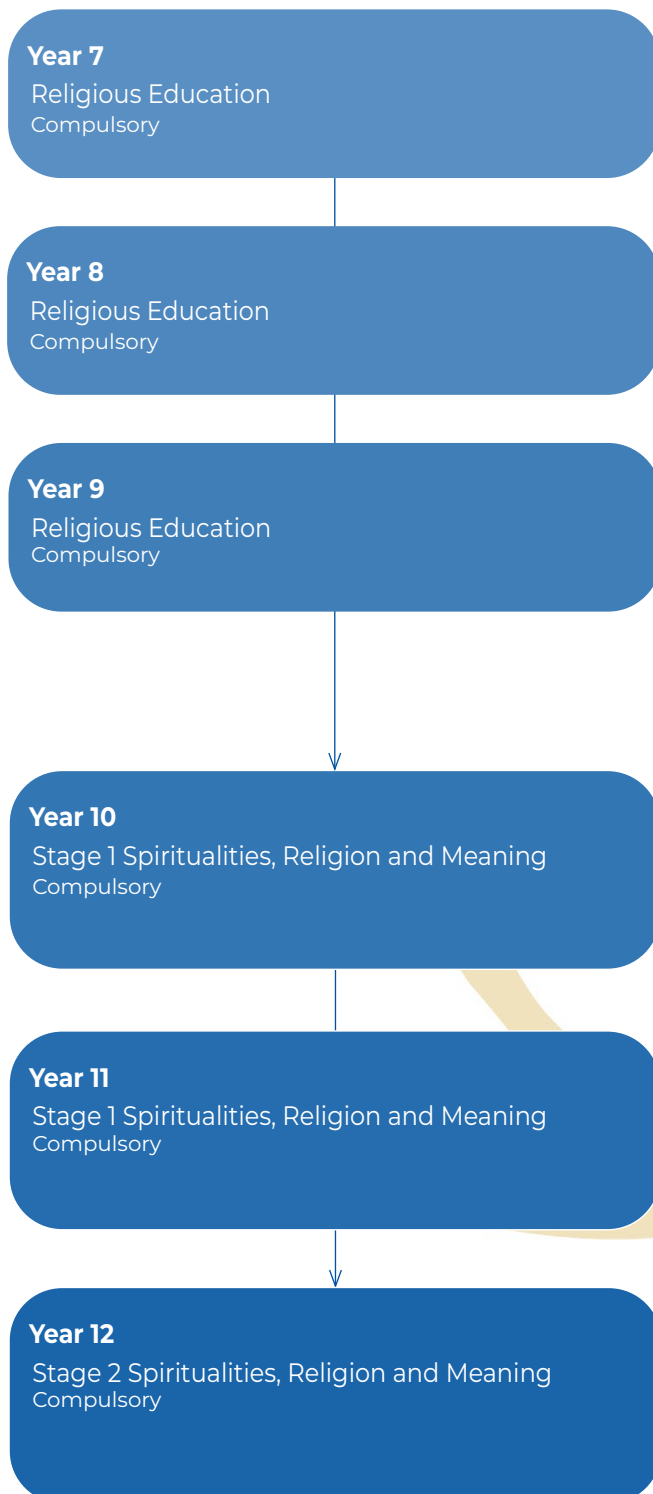 Year 7
Religious Education
Compulsory
Year 8
Religious Education
Compulsory
Year 9
Religious Education
Compulsory
Year 10
Stage 1 Spiritualities, Religion and Meaning
Compulsory
Year 11
Stage 1 Spiritualities, Religion and Meaning
Compulsory
Year 12
Stage 2 Spiritualities, Religion and Meaning
Compulsory